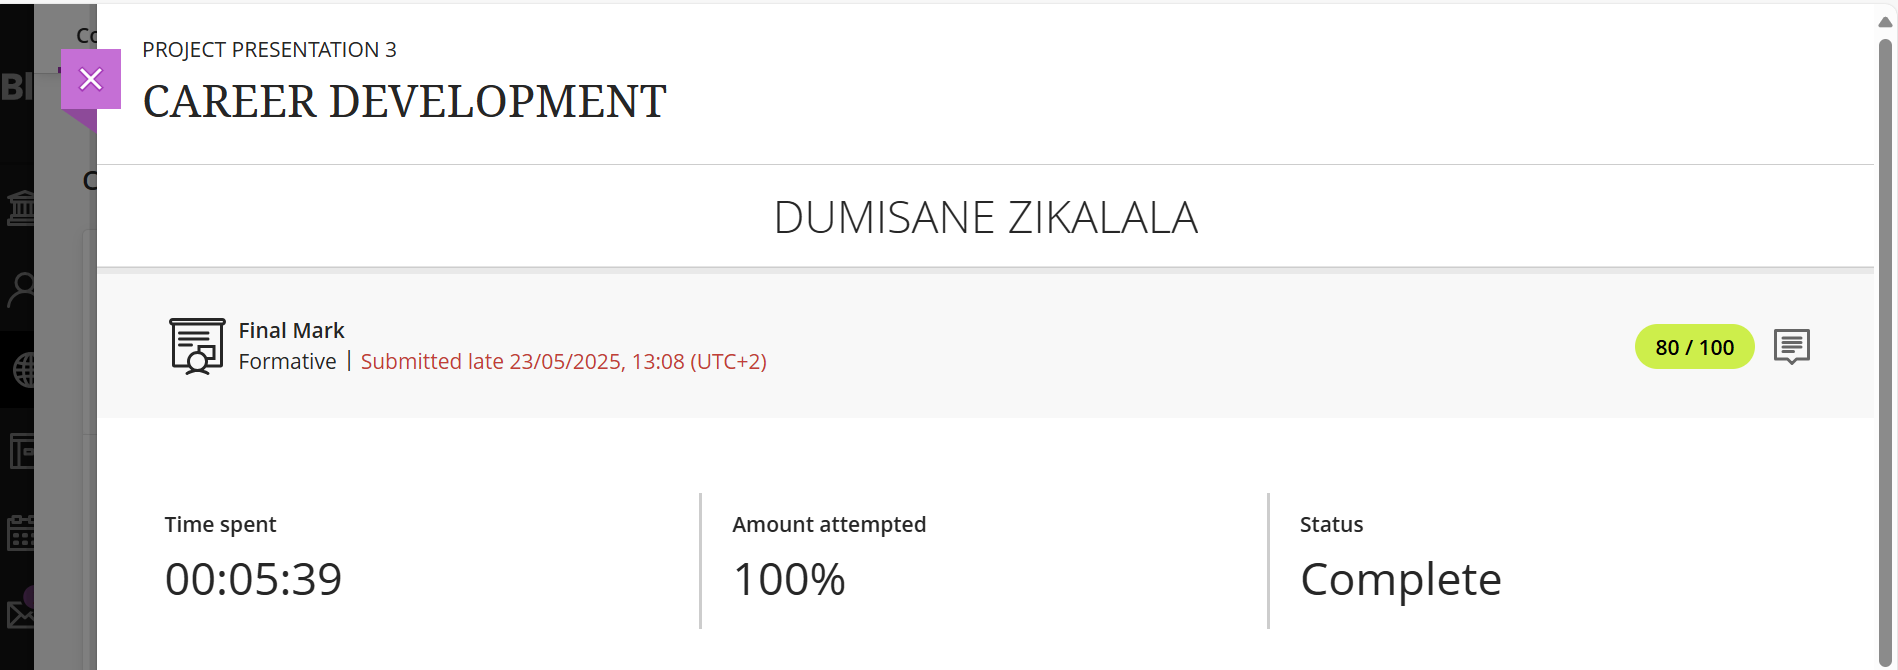 PROJECT PRESENTATION 3
CAREER DEVELOPMENT
DUMISANE ZIKALALA
Final Mark
Formative | Submitted late 23/05/2025, 13:08 (UTC+2)
80 / 100
Time spent
00:05:39
Amount attempted
100%
Status
Complete